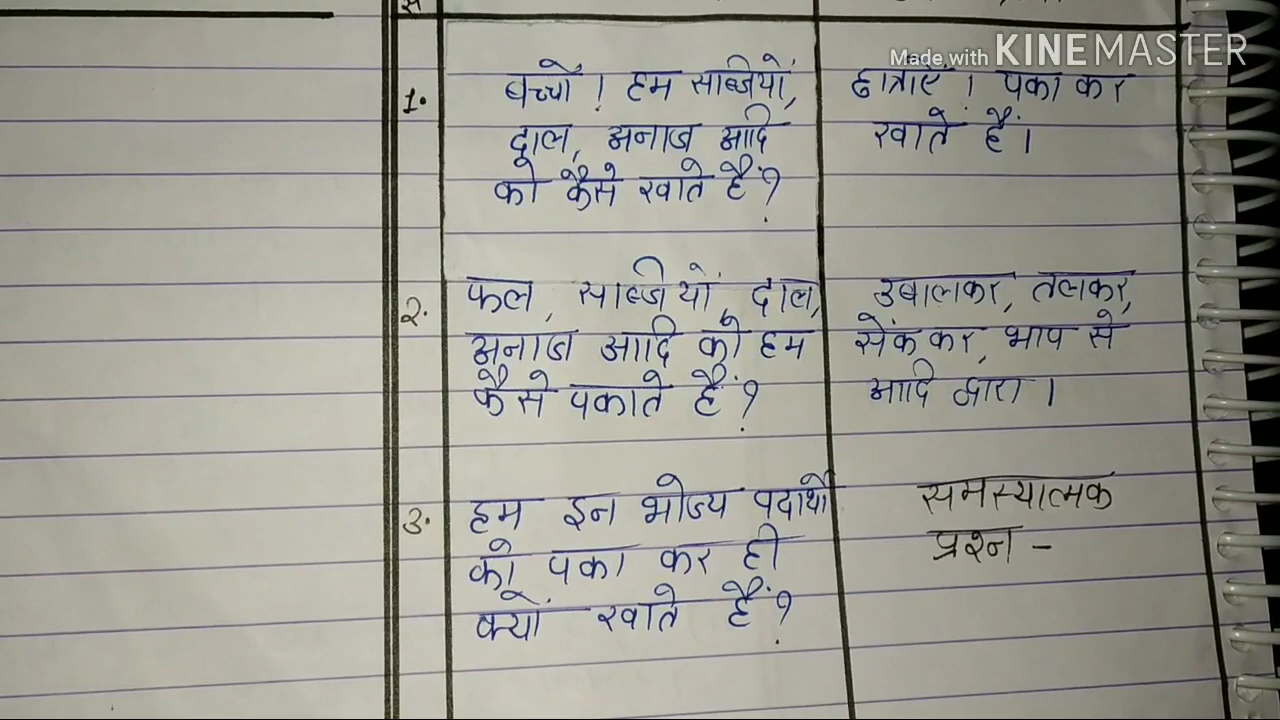 Made with KINEMASTER
1. बच्चों! हम सब्जियों,
दाल, अनाज आदि
को कैसे खाते हैं?
छात्राएँ। पका कर
खाते हैं।
2. फल, सब्जियों, दाल,
अनाज आदि को हम
कैसे पकाते हैं?
उबालकर, तलकर,
सेंक कर, भाप से
आदि द्वारा।
3. हम इन भोज्य पदार्थों
को पका कर ही
क्यों खाते हैं?
समस्यात्मक
प्रश्न -